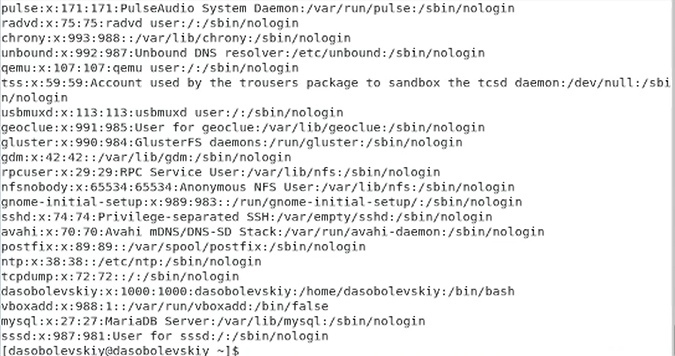 pulse:x:171:171:PulseAudio System Daemon:/var/run/pulse:/sbin/nologin
radvd:x:75:75:radvd user:/:/sbin/nologin
chrony:x:993:988::/var/lib/chrony:/sbin/nologin
unbound:x:992:987:Unbound DNS resolver:/etc/unbound:/sbin/nologin
qemu:x:107:107:qemu user:/:/sbin/nologin
tss:x:59:59:Account used by the trousers package to sandbox the tcsd daemon:/dev/null:/sbi
n/nologin
usbmuxd:x:113:113:usbmuxd user:/:/sbin/nologin
geoclue:x:991:985:User for geoclue:/var/lib/geoclue:/sbin/nologin
gluster:x:990:984:GlusterFS daemons:/run/gluster:/sbin/nologin
gdm:x:42:42::/var/lib/gdm:/sbin/nologin
rpcuser:x:29:29:RPC Service User:/var/lib/nfs:/sbin/nologin
nfsnobody:x:65534:65534:Anonymous NFS User:/var/lib/nfs:/sbin/nologin
gnome-initial-setup:x:989:983::/run/gnome-initial-setup/:/sbin/nologin
sshd:x:74:74:Privilege-separated SSH:/var/empty/sshd:/sbin/nologin
avahi:x:70:70:Avahi mDNS/DNS-SD Stack:/var/run/avahi-daemon:/sbin/nologin
postfix:x:89:89::/var/spool/postfix:/sbin/nologin
ntp:x:38:38::/etc/ntp:/sbin/nologin
tcpdump:x:72:72::/:/sbin/nologin
dasobolevskiy:x:1000:1000:dasobolevskiy:/home/dasobolevskiy:/bin/bash
vboxadd:x:988:1::/var/run/vboxadd:/bin/false
mysql:x:27:27:MariaDB Server:/var/lib/mysql:/sbin/nologin
sssd:x:987:981:User for sssd:/:/sbin/nologin
[dasobolevskiy@dasobolevskiy ~]$